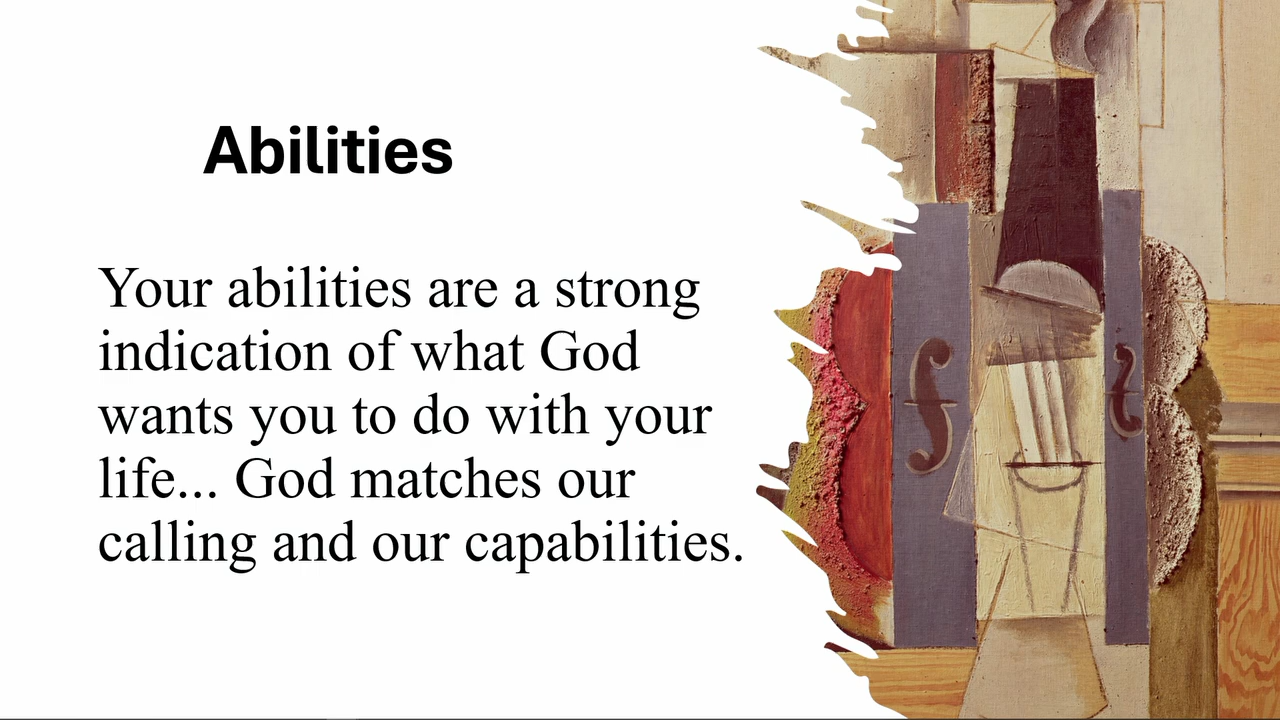 Abilities
Your abilities are a strong
indication of what God
wants you to do with your
life... God matches our
calling and our capabilities.